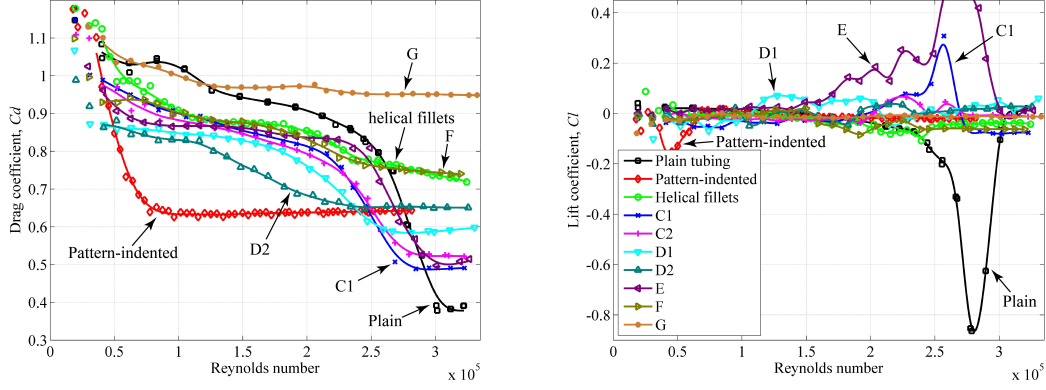 1.1
1
0.9
0.8
0.7
0.6
0.5
0.4
0.3
Drag coefficient, Cd
0
0.5
1
1.5
2
2.5
3
Reynolds number
x 10⁵
G
helical fillets
F
D2
Pattern-indented
C1
Plain
0.4
0.2
0
-0.2
-0.4
-0.6
-0.8
Lift coefficient, Cl
0
0.5
1
1.5
2
2.5
3
Reynolds number
x 10⁵
E
C1
D1
Pattern-indented
Plain
Plain tubing
Pattern-indented
Helical fillets
C1
C2
D1
D2
E
F
G